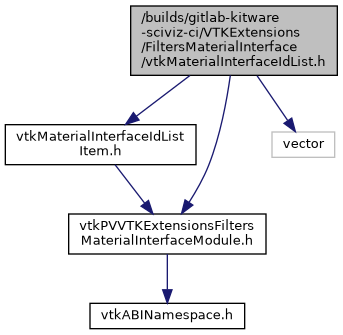 /builds/gitlab-kitware
-sciviz-ci/VTKExtensions
/FiltersMaterialInterface
/vtkMaterialInterfaceIdList.h
vtkMaterialInterfaceIdList
Item.h
vector
vtkPVVTKExtensionsFilters
MaterialInterfaceModule.h
vtkABINamespace.h